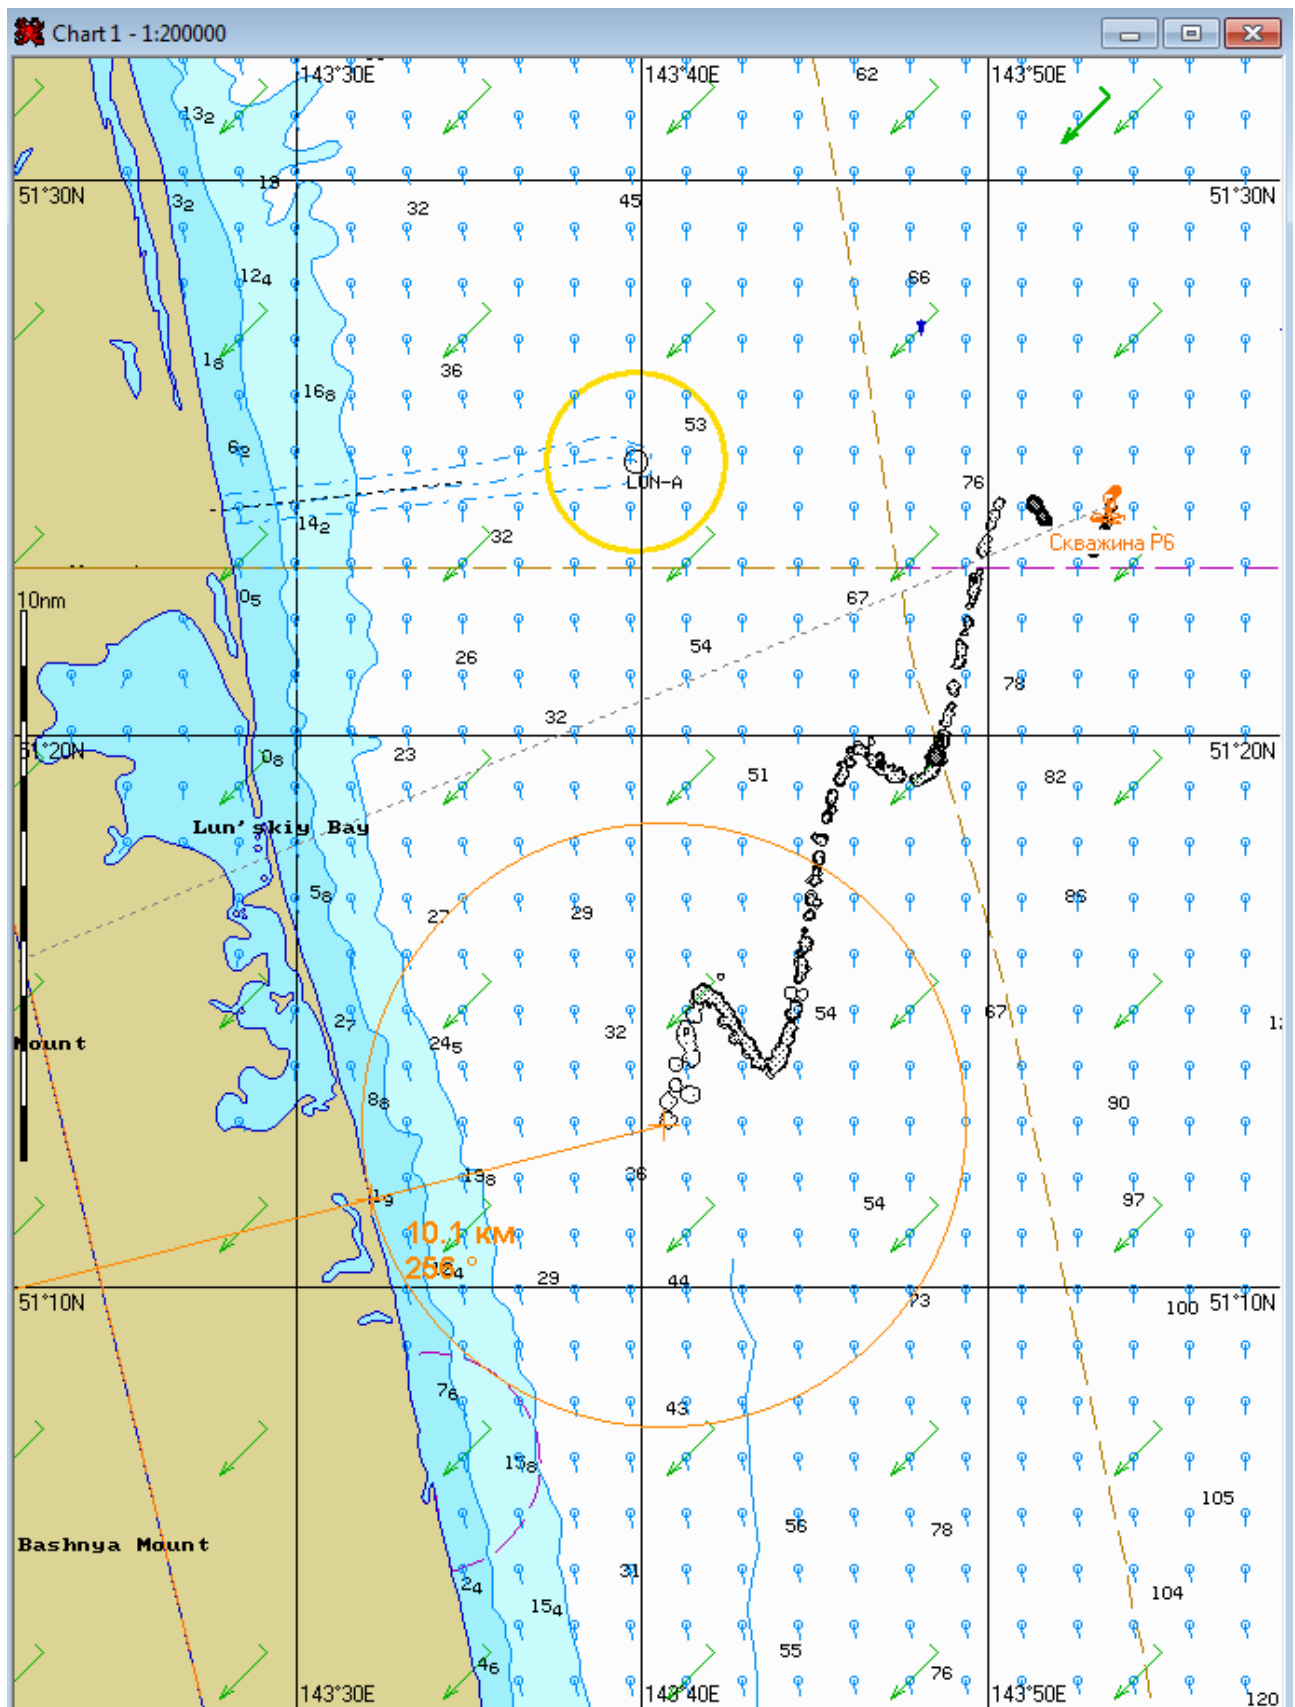 Chart 1 - 1:200000
143°30E 143°40E 62 143°50E
13₂
18
51°30N 51°30N
3₂ 32 45
12₄ 66
1₈ 36
16₈
53
6₂
LUN-A 76
14₂ 32 Скважина P6
10nm 0₅ 67
54
26 78
32
51°20N 0₈ 23 51°20N
51 82
Lun'skiy Bay
5₈ 86
27 29
54 67
27 32
Mount 24₅
8₈ 90
19₈ 36
1₉ 54 97
10.1 км
256 °
29 44
51°10N 73 100 51°10N
7₆ 43
15₈
105
56 78
Bashnya Mount
31
2₄ 104
15₄
55
4₆ 76
143°30E 143°40E 143°50E 120